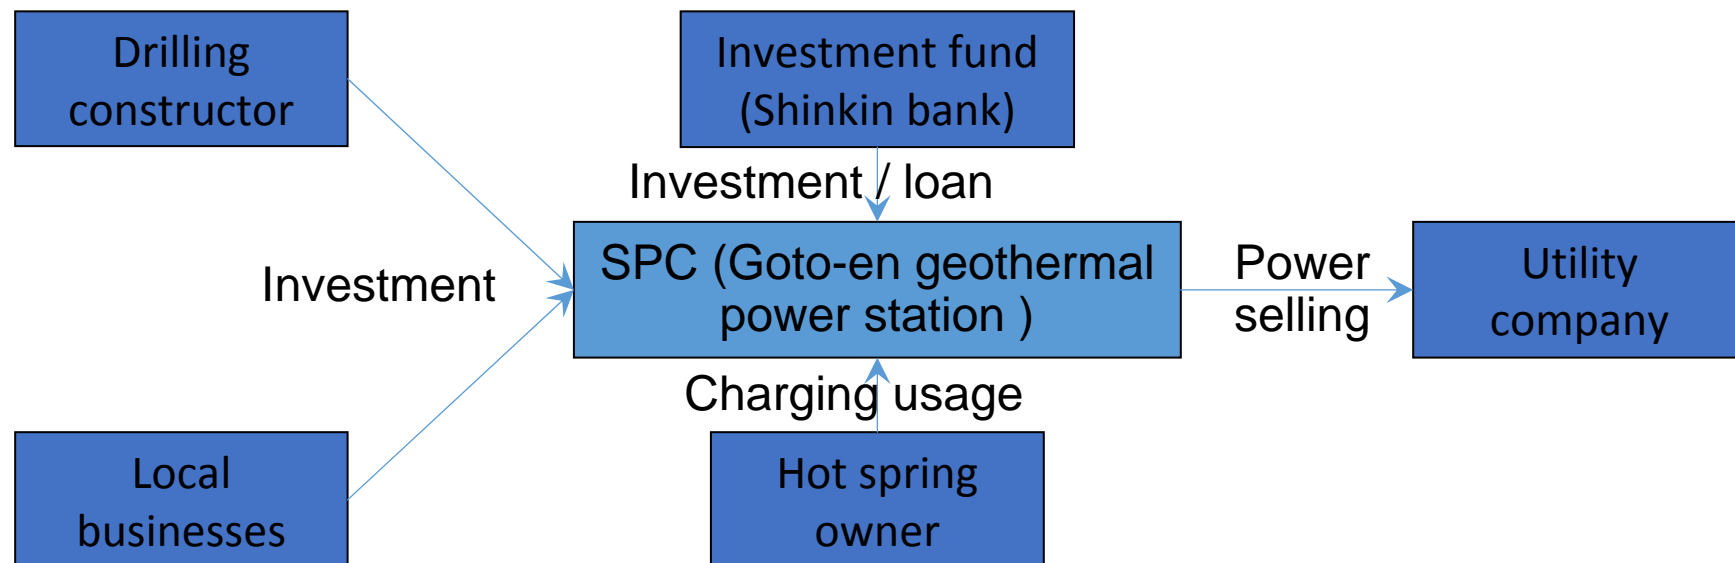 Drilling
constructor
Investment fund
(Shinkin bank)
Investment / loan
Investment
SPC (Goto-en geothermal
power station )
Power
selling
Utility
company
Charging usage
Local
businesses
Hot spring
owner